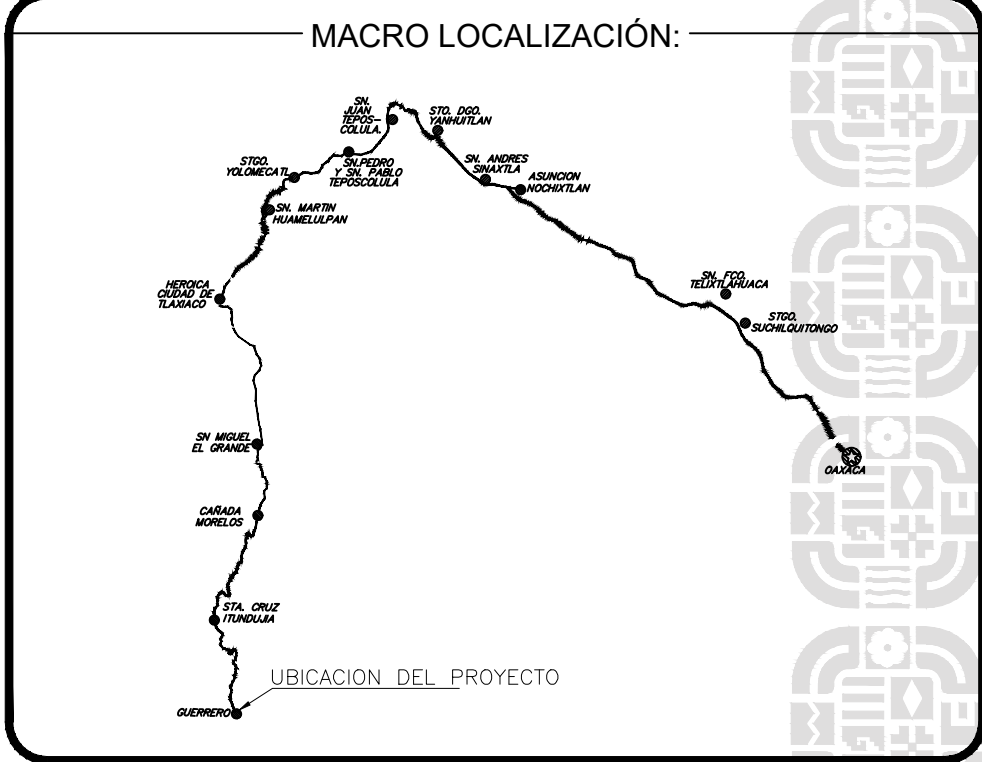 MACRO LOCALIZACIÓN:
SN.
JUAN
TEPOS-
COLULA.
STO. DGO.
YANHUITLAN
STGO.
YOLOMECATL
SN.PEDRO
Y SN. PABLO
TEPOSCOLULA
SN. ANDRES
SINAXTLA
ASUNCION
NOCHIXTLAN
SN. MARTIN
HUAMELULPAN
HEROICA
CIUDAD DE
TLAXIACO
SN. FCO.
TELIXTLAHUACA
STGO.
SUCHILQUITONGO
SN MIGUEL
EL GRANDE
OAXACA
CAÑADA
MORELOS
STA. CRUZ
ITUNDUJIA
UBICACION DEL PROYECTO
GUERRERO